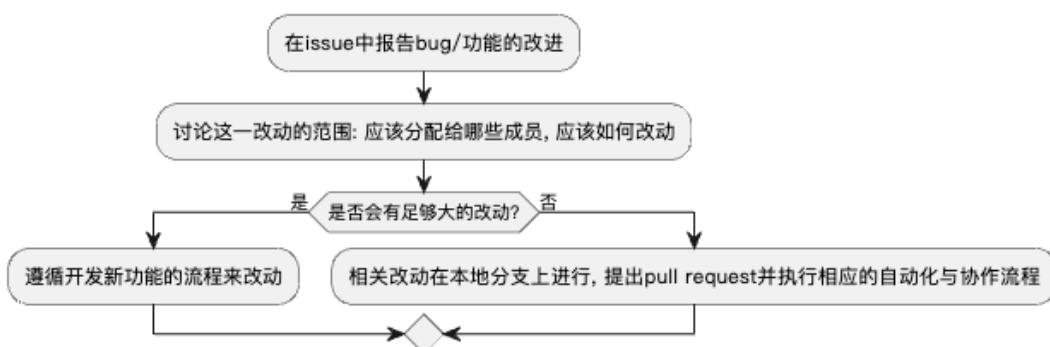 在issue中报告bug/功能的改进
讨论这一改动的范围: 应该分配给哪些成员, 应该如何改动
是
是否会有足够大的改动?
否
遵循开发新功能的流程来改动
相关改动在本地分支上进行, 提出pull request并执行相应的自动化与协作流程